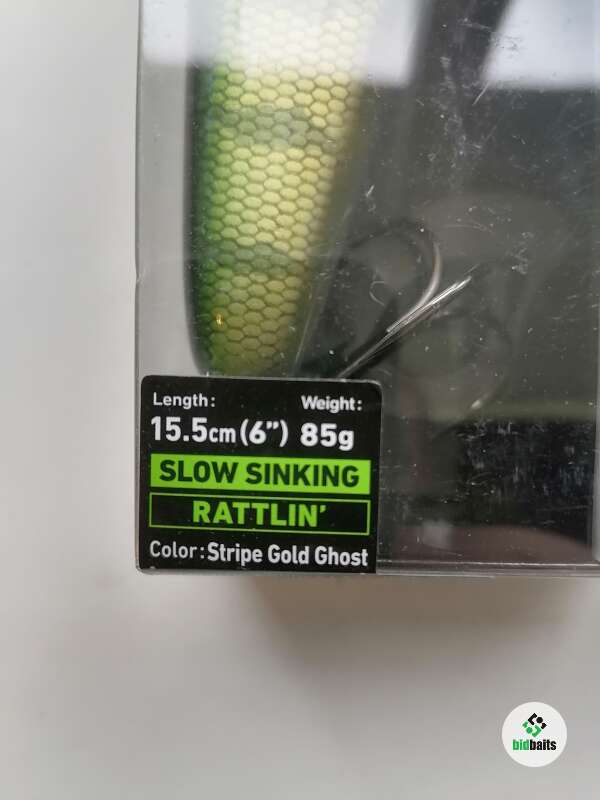 Length: Weight:
15.5cm (6") 85g
SLOW SINKING
RATTLIN'
Color: Stripe Gold Ghost
bidbaits